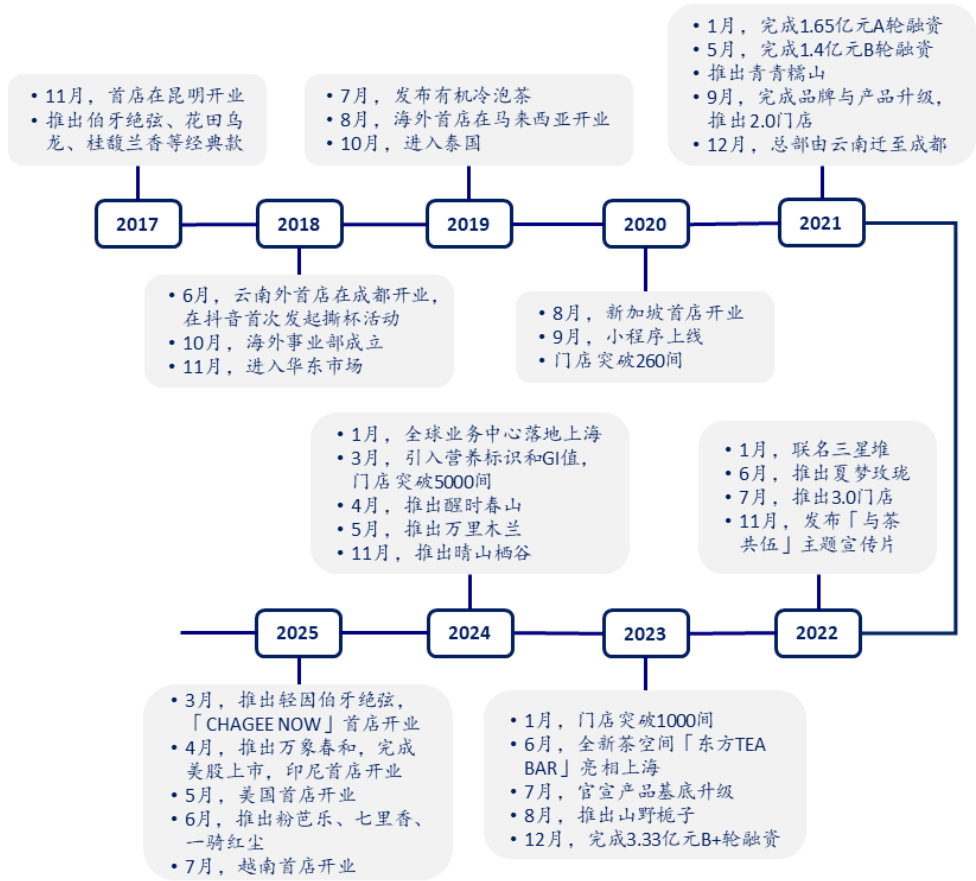 2017
• 11月，首店在昆明开业
• 推出伯牙绝弦、花田乌
龙、桂馥兰香等经典款
2018
• 6月，云南外首店在成都开业，
在抖音首次发起撕杯活动
• 10月，海外事业部成立
• 11月，进入华东市场
2019
• 7月，发布有机冷泡茶
• 8月，海外首店在马来西亚开业
• 10月，进入泰国
2020
• 8月，新加坡首店开业
• 9月，小程序上线
• 门店突破260间
2021
• 1月，完成1.65亿元A轮融资
• 5月，完成1.4亿元B轮融资
• 推出青青糯山
• 9月，完成品牌与产品升级，
推出2.0门店
• 12月，总部由云南迁至成都
2022
• 1月，联名三星堆
• 6月，推出夏梦玫珑
• 7月，推出3.0门店
• 11月，发布「与茶
共伍」主题宣传片
2023
• 1月，门店突破1000间
• 6月，全新茶空间「东方TEA
BAR」亮相上海
• 7月，官宣产品基底升级
• 8月，推出山野栀子
• 12月，完成3.33亿元B+轮融资
2024
• 1月，全球业务中心落地上海
• 3月，引入营养标识和GI值，
门店突破5000间
• 4月，推出醒时春山
• 5月，推出万里木兰
• 11月，推出晴山栖谷
2025
• 3月，推出轻因伯牙绝弦，
「CHAGEE NOW」首店开业
• 4月，推出万象春和，完成
美股上市，印尼首店开业
• 5月，美国首店开业
• 6月，推出粉芭乐、七里香、
一骑红尘
• 7月，越南首店开业